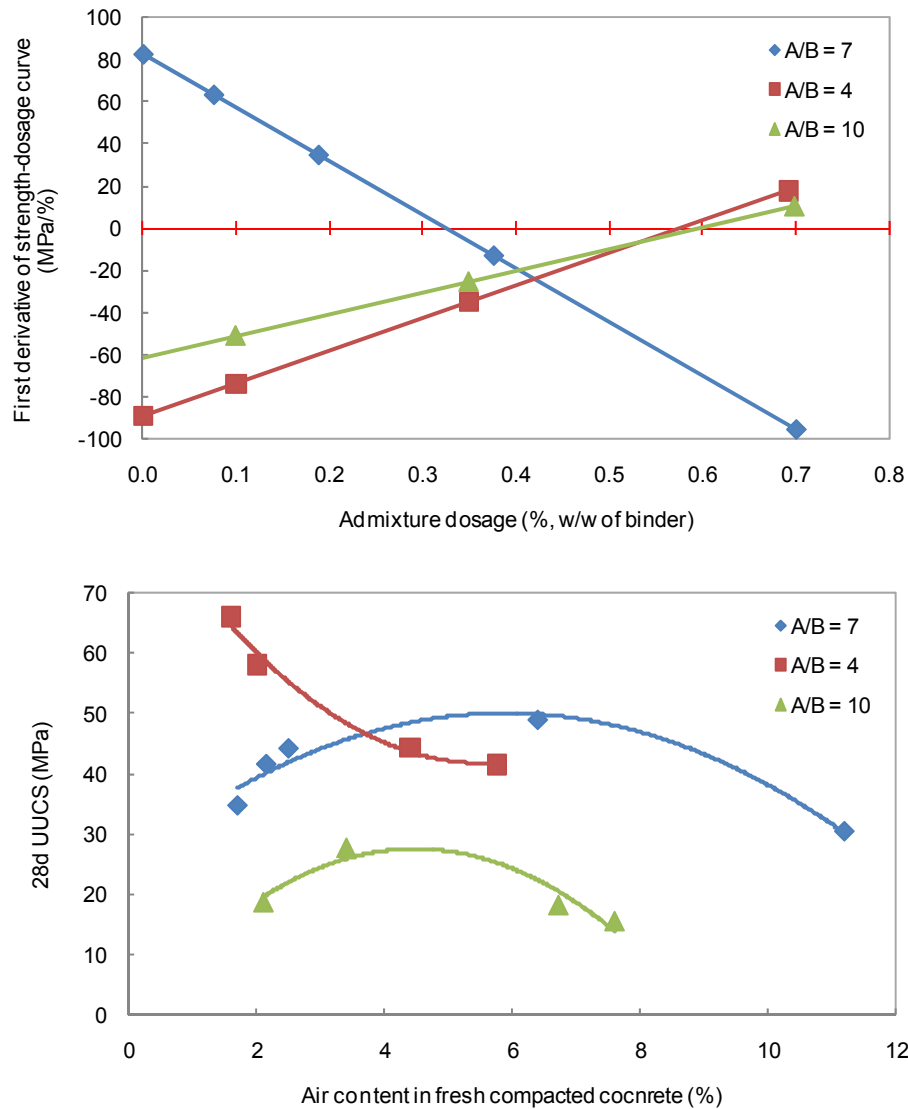 First derivative of strength-dosage curve
(MPa/%)
100
80
60
40
20
0
-20
-40
-60
-80
-100
A/B = 7
A/B = 4
A/B = 10
0.0 0.1 0.2 0.3 0.4 0.5 0.6 0.7 0.8
Admixture dosage (%, w/w of binder)
28d UUCS (MPa)
70
60
50
40
30
20
10
0
A/B = 7
A/B = 4
A/B = 10
0 2 4 6 8 10 12
Air content in fresh compacted cocnrete (%)